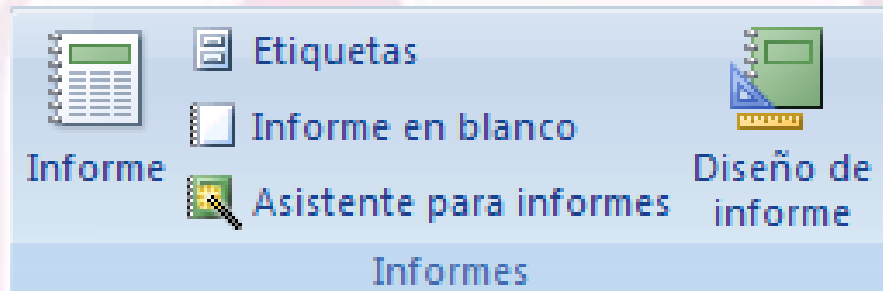 Informe
Etiquetas
Informe en blanco
Asistente para informes
Diseño de
informe
Informes